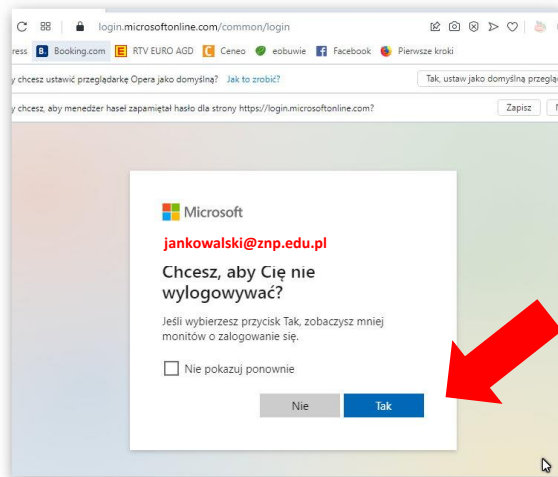 login.microsoftonline.com/common/login
ress B. Booking.com E RTV EURO AGD C Ceneo eobuwie Facebook Pierwsze kroki
y chcesz ustawić przeglądarkę Opera jako domyślną? Jak to zrobić? Tak, ustaw jako domyślną przeglą
y chcesz, aby menedżer haseł zapamiętał hasło dla strony https://login.microsoftonline.com? Zapisz N
Microsoft
jankowalski@znp.edu.pl
Chcesz, aby Cię nie
wylogowywać?
Jeśli wybierzesz przycisk Tak, zobaczysz mniej
monitów o zalogowanie się.
Nie pokazuj ponownie
Nie Tak